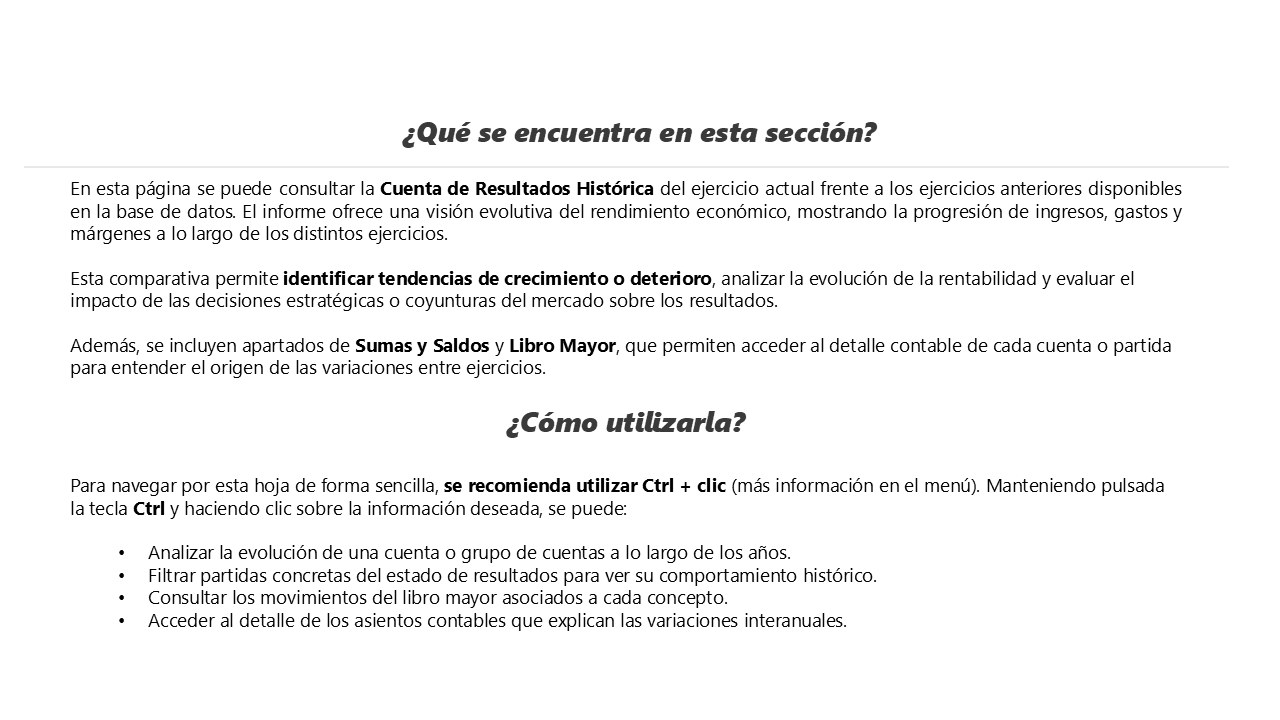 ¿Qué se encuentra en esta sección?
En esta página se puede consultar la Cuenta de Resultados Histórica del ejercicio actual frente a los ejercicios anteriores disponibles
en la base de datos. El informe ofrece una visión evolutiva del rendimiento económico, mostrando la progresión de ingresos, gastos y
márgenes a lo largo de los distintos ejercicios.
Esta comparativa permite identificar tendencias de crecimiento o deterioro, analizar la evolución de la rentabilidad y evaluar el
impacto de las decisiones estratégicas o coyunturas del mercado sobre los resultados.
Además, se incluyen apartados de Sumas y Saldos y Libro Mayor, que permiten acceder al detalle contable de cada cuenta o partida
para entender el origen de las variaciones entre ejercicios.
¿Cómo utilizarla?
Para navegar por esta hoja de forma sencilla, se recomienda utilizar Ctrl + clic (más información en el menú). Manteniendo pulsada
la tecla Ctrl y haciendo clic sobre la información deseada, se puede:
• Analizar la evolución de una cuenta o grupo de cuentas a lo largo de los años.
• Filtrar partidas concretas del estado de resultados para ver su comportamiento histórico.
• Consultar los movimientos del libro mayor asociados a cada concepto.
• Acceder al detalle de los asientos contables que explican las variaciones interanuales.